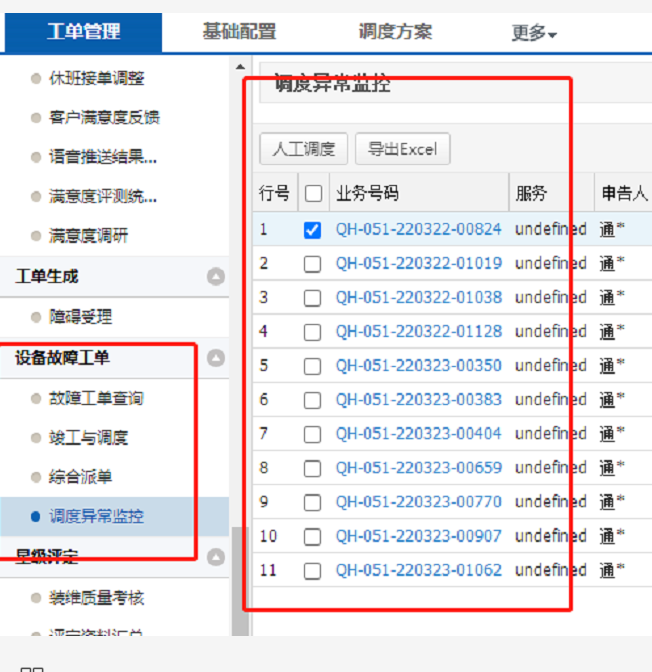 工单管理 基础配置 调度方案 更多
休班接单调整
客户满意度反馈
语音推送结果...
满意度评测统...
满意度调研
工单生成
障碍受理
设备故障工单
故障工单查询
竣工与调度
综合派单
调度异常监控
星级评定
装维质量考核
评定资料汇总
调度异常监控
人工调度 导出Excel
行号 业务号码 服务 申告人
1 QH-051-220322-00824 undefined 通*
2 QH-051-220322-01019 undefined 通*
3 QH-051-220322-01038 undefined 通*
4 QH-051-220322-01128 undefined 通*
5 QH-051-220323-00350 undefined 通*
6 QH-051-220323-00383 undefined 通*
7 QH-051-220323-00404 undefined 通*
8 QH-051-220323-00659 undefined 通*
9 QH-051-220323-00770 undefined 通*
10 QH-051-220323-00907 undefined 通*
11 QH-051-220323-01062 undefined 通*